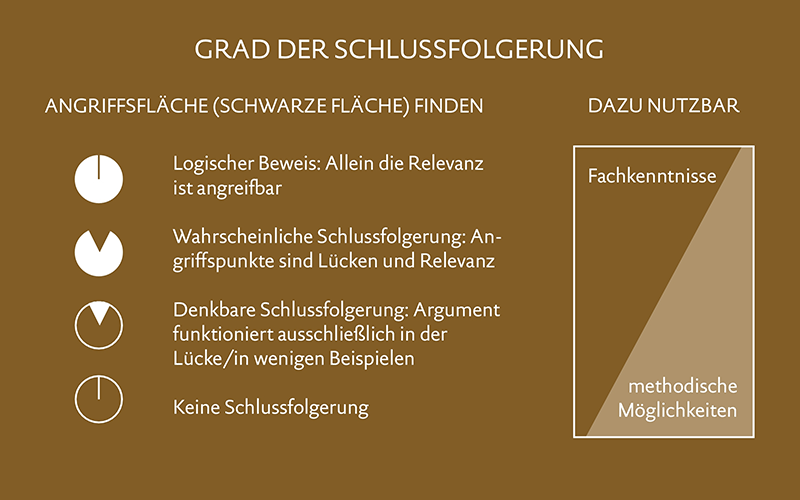 GRAD DER SCHLUSSFOLGERUNG
ANGRIFFSFLÄCHE (SCHWARZE FLÄCHE) FINDEN
Logischer Beweis: Allein die Relevanz
ist angreifbar
Wahrscheinliche Schlussfolgerung: An-
griffspunkte sind Lücken und Relevanz
Denkbare Schlussfolgerung: Argument
funktioniert ausschließlich in der
Lücke/in wenigen Beispielen
Keine Schlussfolgerung
DAZU NUTZBAR
Fachkenntnisse
methodische
Möglichkeiten